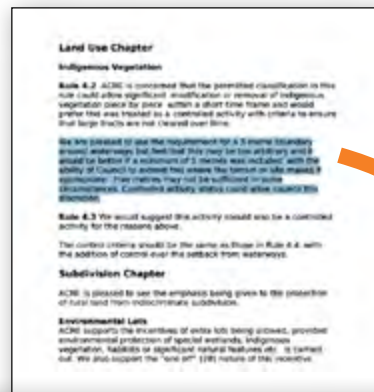 Land Use Chapter
Indigenous Vegetation
Rule 4.2 ACRE is concerned that the permitted classification in this
rule could allow significant modification or removal of indigenous
vegetation piece by piece within a short time frame and would
prefer this was treated as a controlled activity with criteria to ensure
that large tracts are not cleared over time.
We are pleased to see the requirement for a 5 metre boundary
around waterways but feel that this may be too arbitrary and it
would be better if a minimum of 5 metres was included with the
ability of Council to extend this where the terrain or site makes it
appropriate. Five metres may not be sufficient in some
circumstances. Controlled activity status could allow council this
discretion.
Rule 4.3 We would suggest this activity should also be a controlled
activity for the reasons above.
The control criteria should be the same as those in Rule 4.4 with
the addition of control over the setback from waterways.
Subdivision Chapter
ACRE is pleased to see the emphasis being given to the protection
of rural land from indiscriminate subdivision.
Environmental Lots
ACRE supports the incentives of extra lots being allowed, provided
environmental protection of special wetlands, indigenous
vegetation, habitats or significant natural features etc. is carried
out. We also support the "one off" nature of this incentive